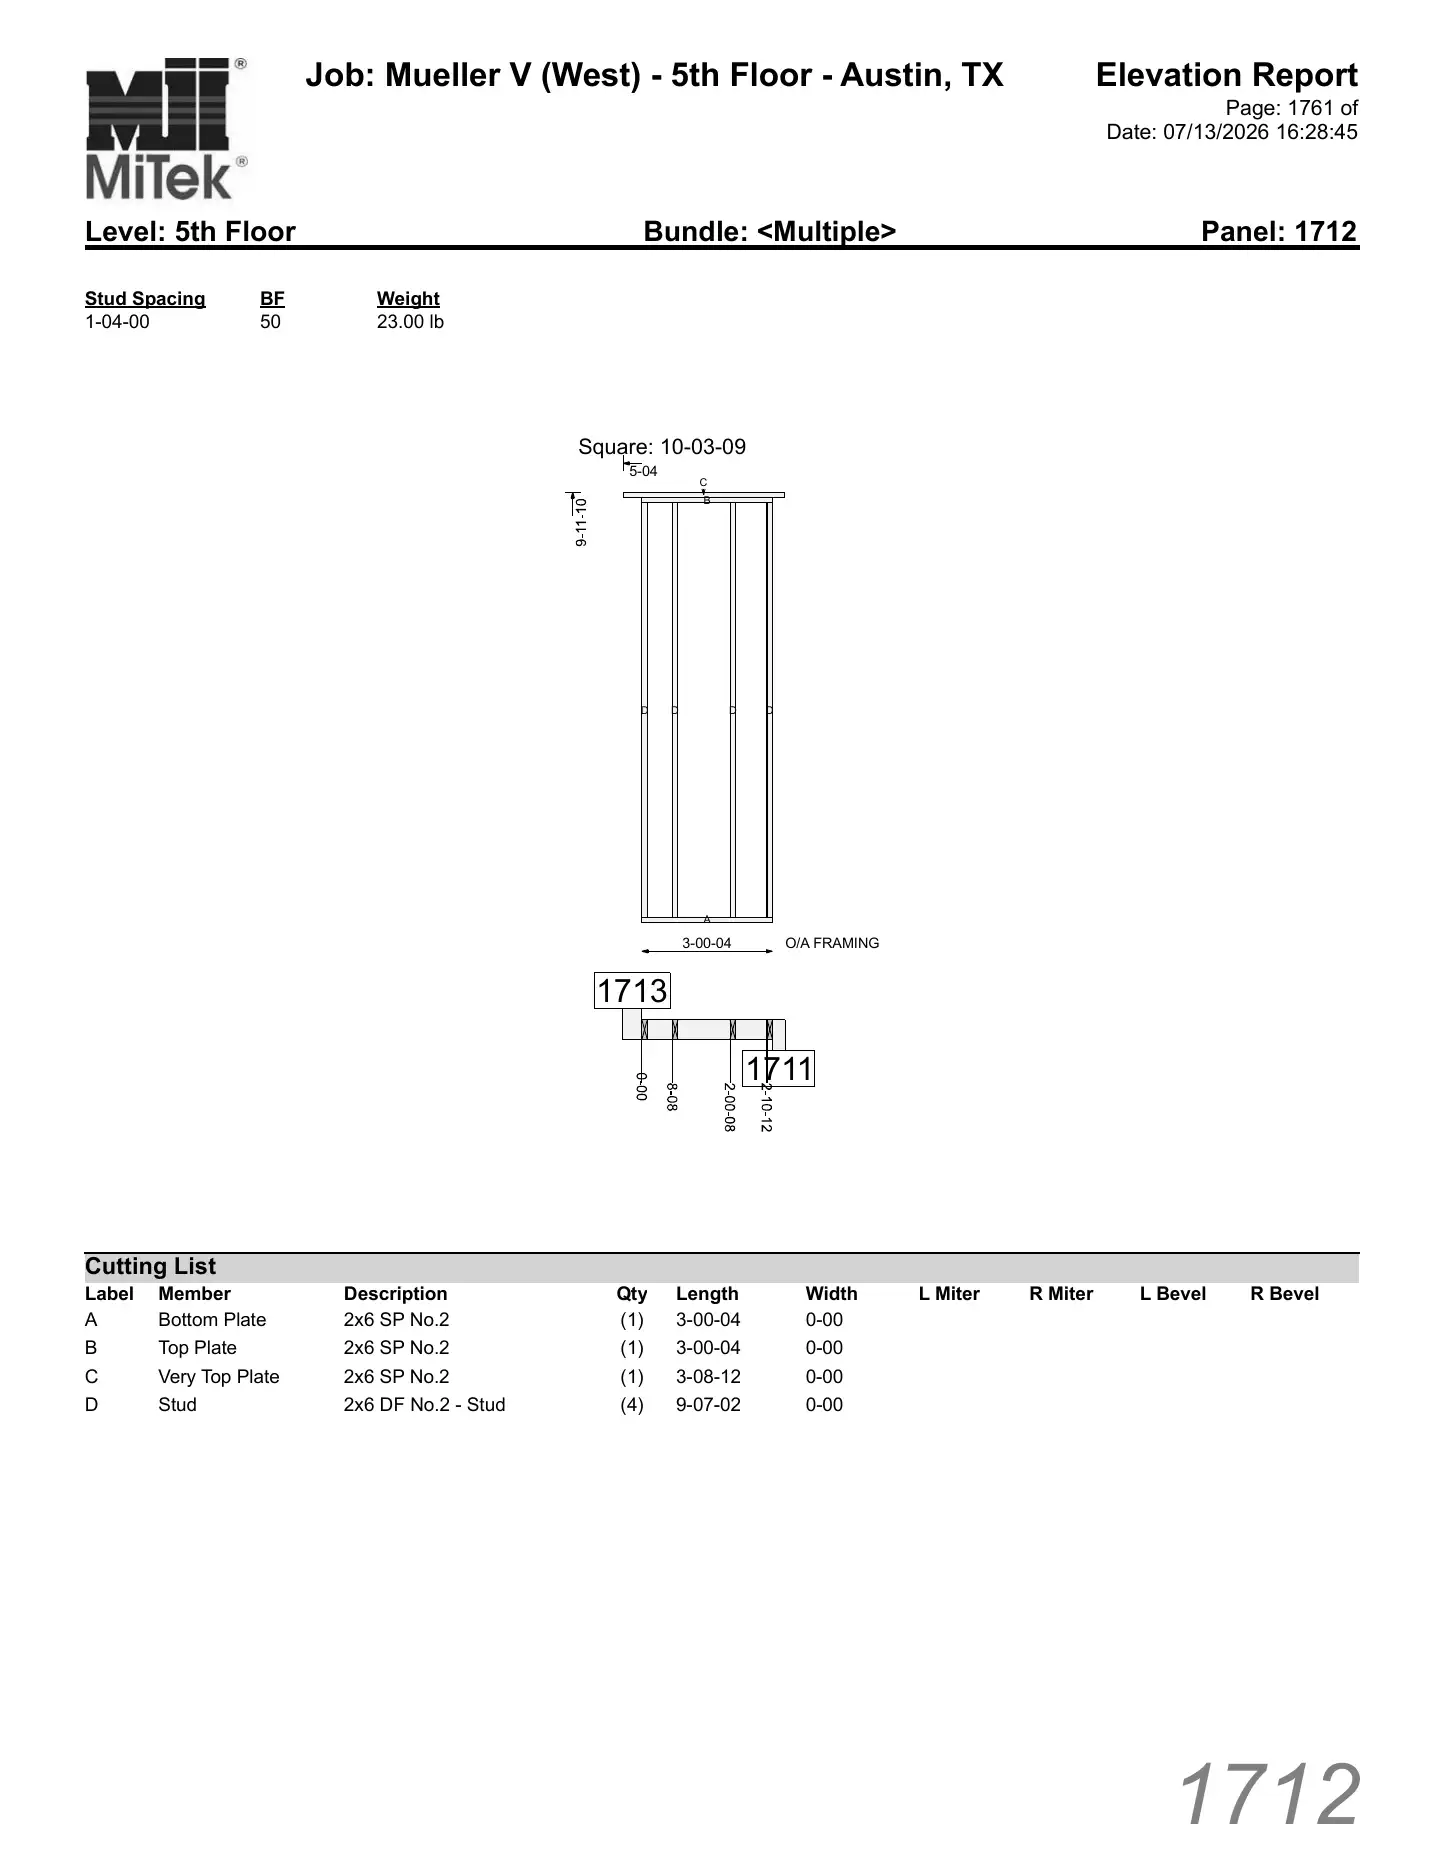 MiTek®
Job: Mueller V (West) - 5th Floor - Austin, TX
Elevation Report
Page: 1761 of
Date: 07/13/2026 16:28:45
Level: 5th Floor Bundle: <Multiple> Panel: 1712
Stud Spacing BF Weight
1-04-00 50 23.00 lb
Square: 10-03-09
5-04
C
B
9-11-10
D D D D
A
3-00-04 O/A FRAMING
1713
1711
0-00 8-08 2-00-08 2-10-12
Cutting List
Label Member Description Qty Length Width L Miter R Miter L Bevel R Bevel
A Bottom Plate 2x6 SP No.2 (1) 3-00-04 0-00
B Top Plate 2x6 SP No.2 (1) 3-00-04 0-00
C Very Top Plate 2x6 SP No.2 (1) 3-08-12 0-00
D Stud 2x6 DF No.2 - Stud (4) 9-07-02 0-00
1712